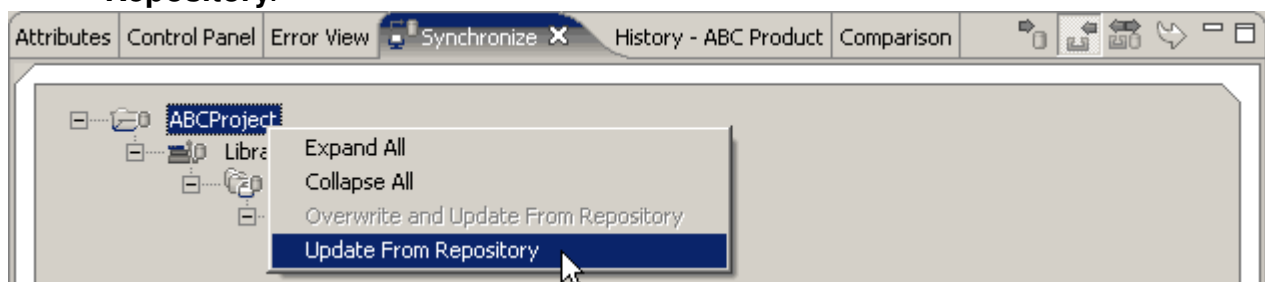 Repository.
Attributes Control Panel Error View Synchronize History - ABC Product Comparison
ABCProject
Expand All
Libra
Collapse All
Overwrite and Update From Repository
Update From Repository